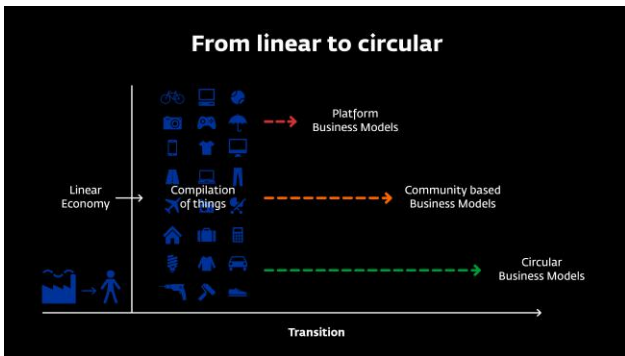 From linear to circular
Platform
Business Models
Linear
Economy
Compilation
of things
Community based
Business Models
Circular
Business Models
Transition